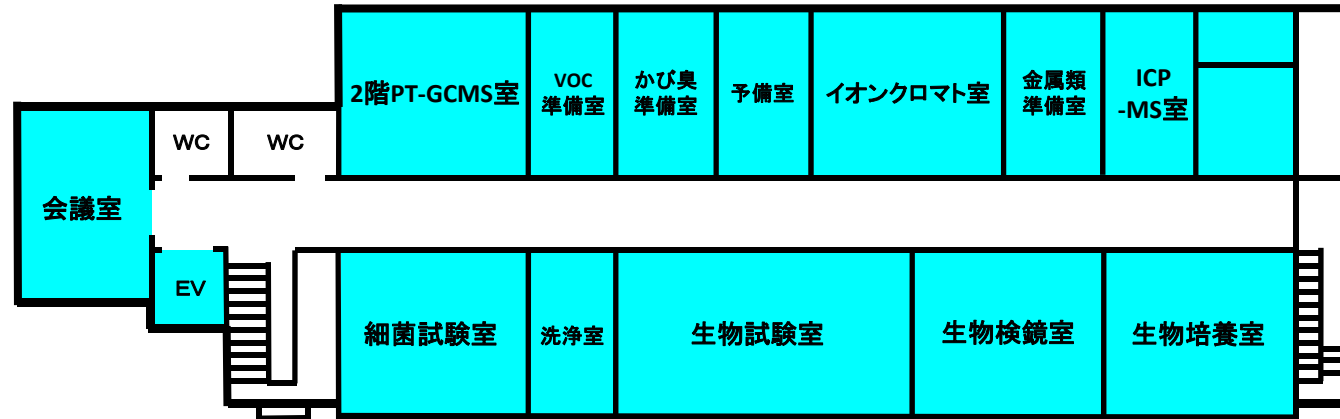 2階PT-GCMS室
VOC
準備室
かび臭
準備室
予備室
イオンクロマト室
金属類
準備室
ICP
-MS室
WC
WC
会議室
EV
細菌試験室
洗浄室
生物試験室
生物検鏡室
生物培養室